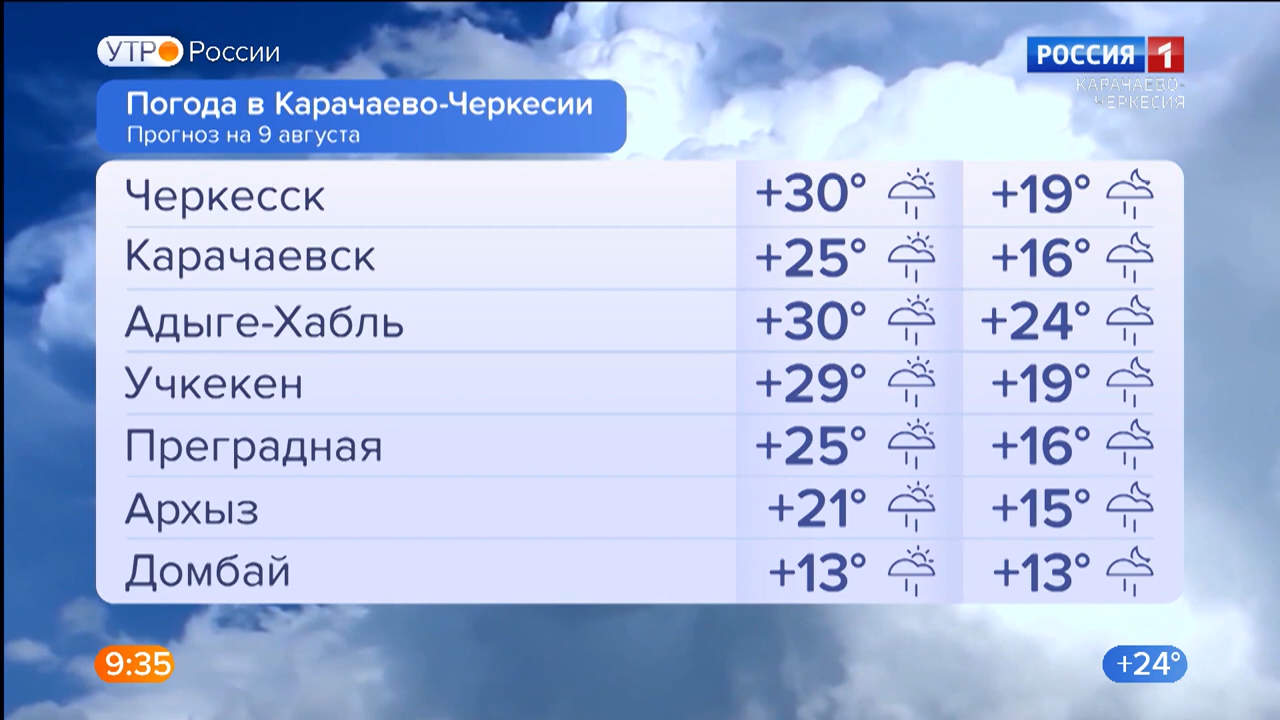 УТРО России
РОССИЯ 1
КАРАЧАЕВО-
ЧЕРКЕСИЯ
Погода в Карачаево-Черкесии
Прогноз на 9 августа
Черкесск +30° +19°
Карачаевск +25° +16°
Адыге-Хабль +30° +24°
Учкекен +29° +19°
Преградная +25° +16°
Архыз +21° +15°
Домбай +13° +13°
9:35 +24°